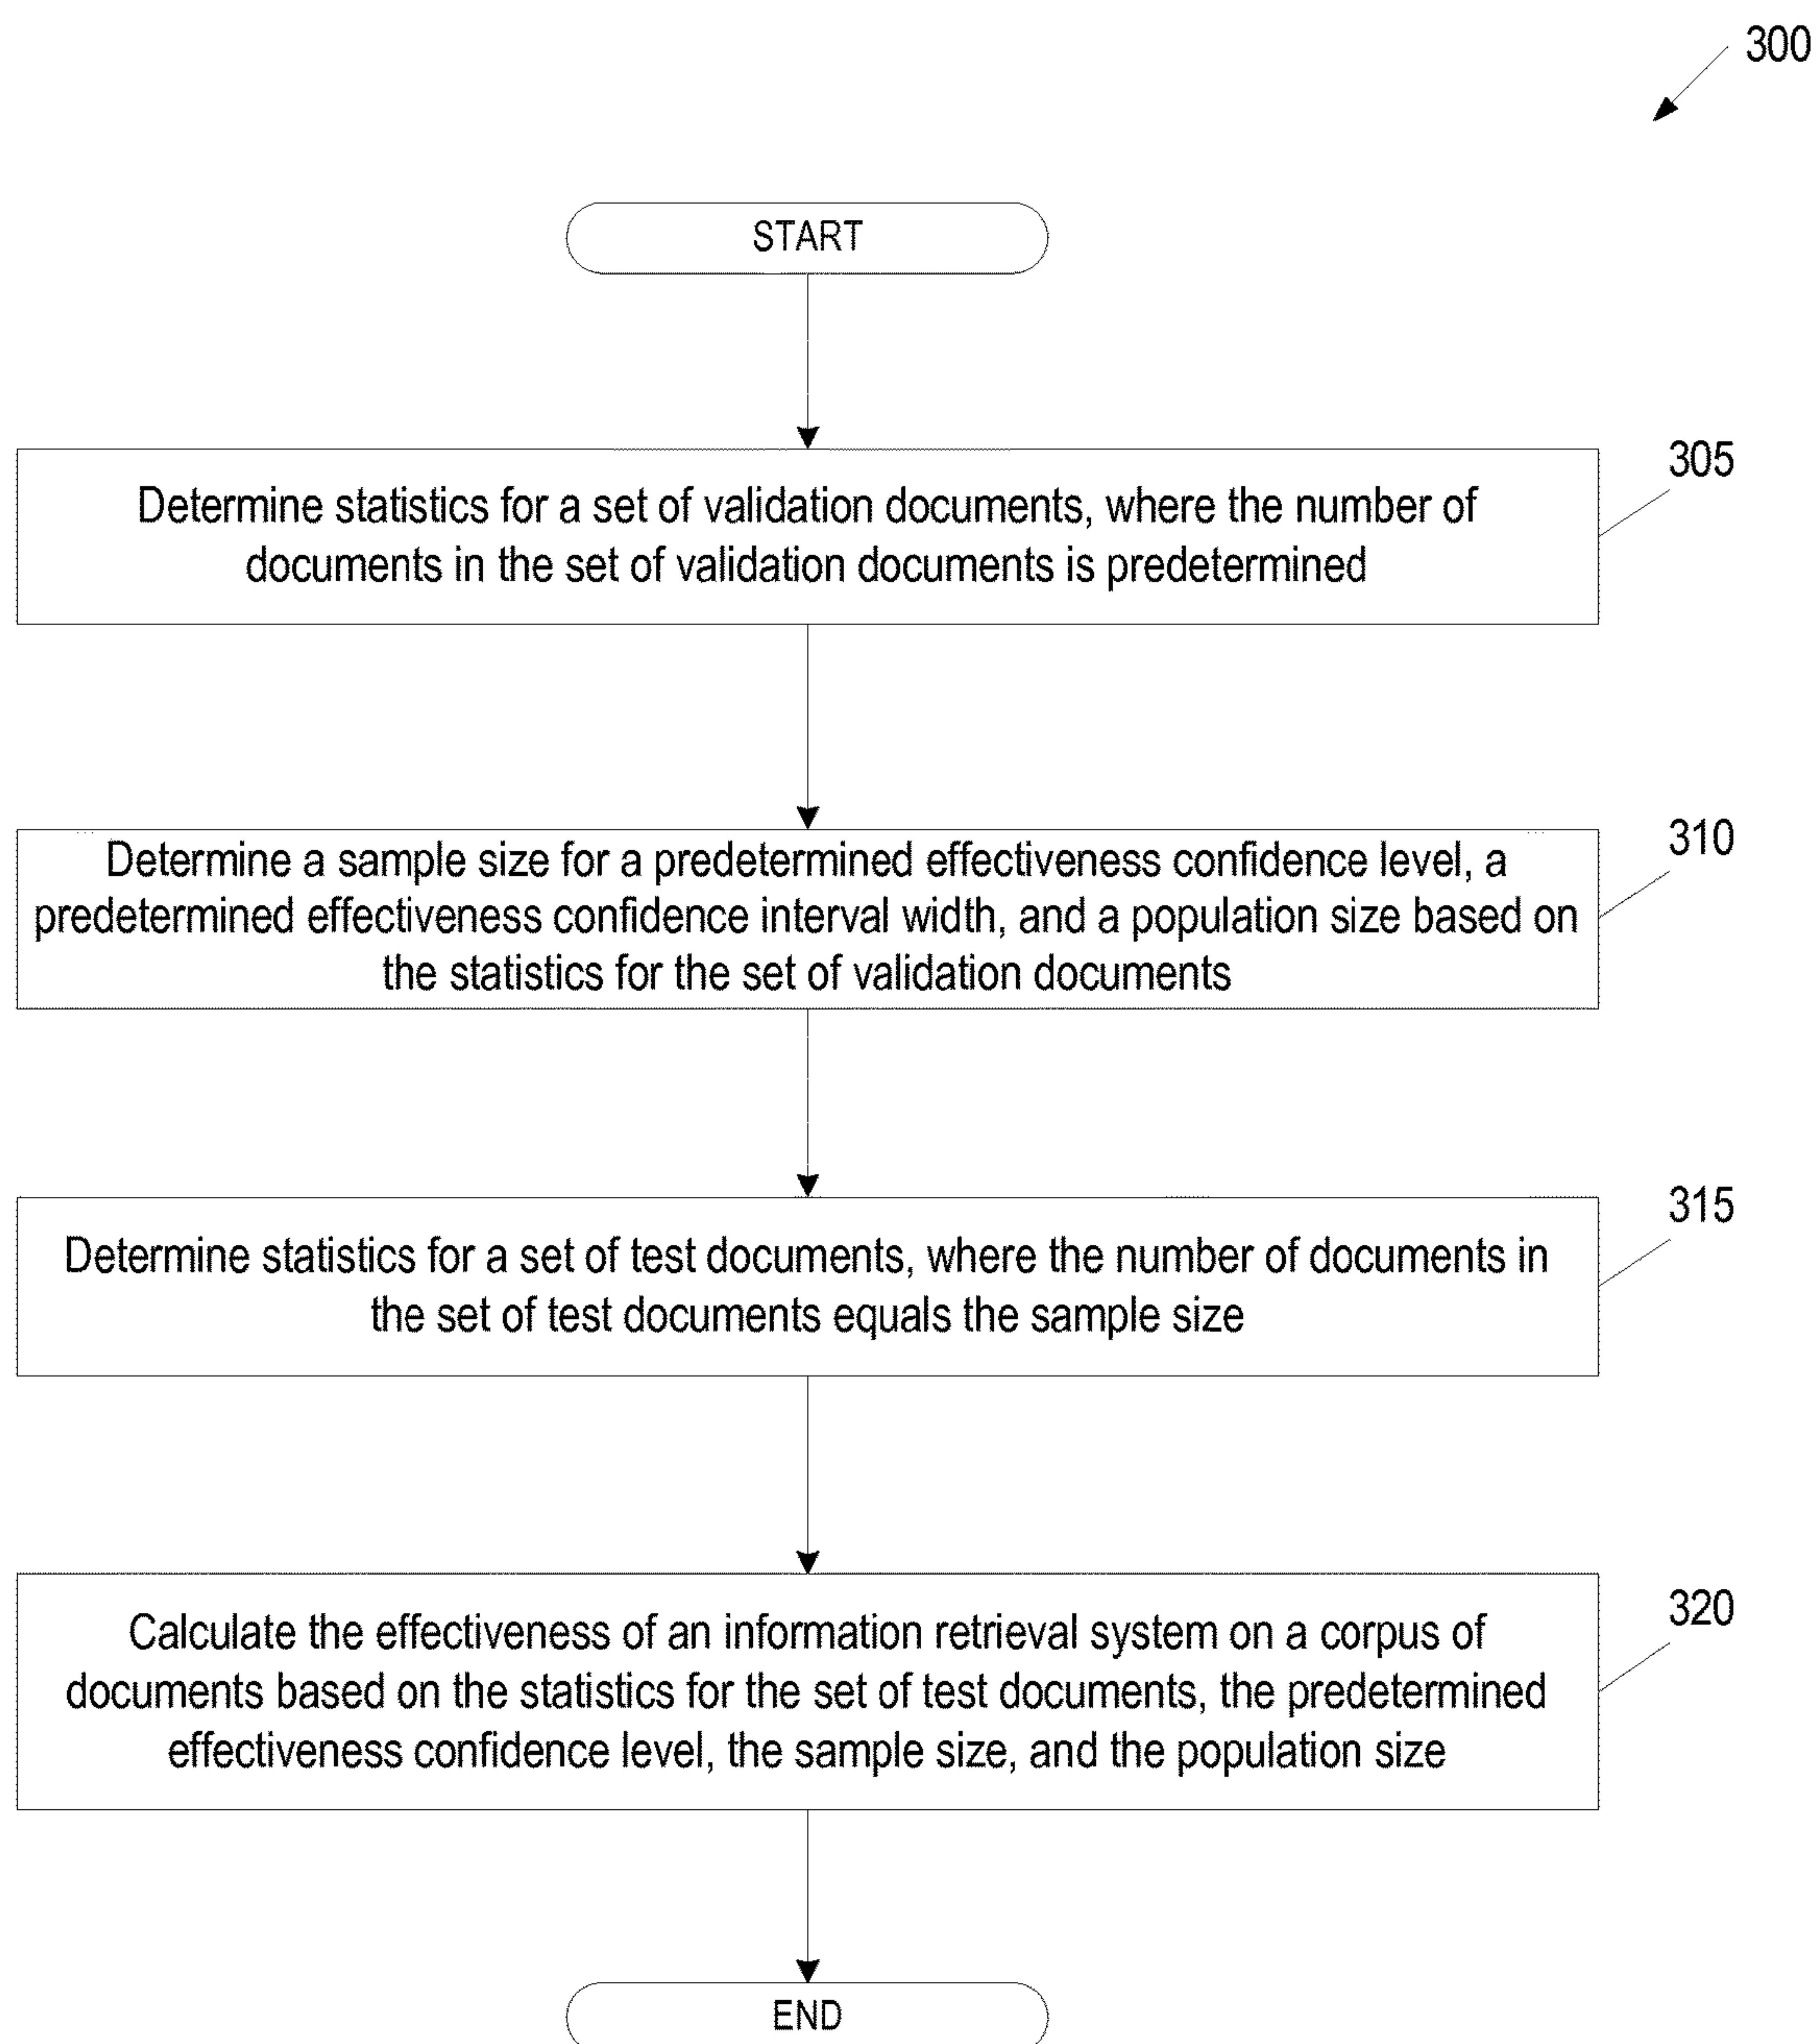 300
START
305
Determine statistics for a set of validation documents, where the number of
documents in the set of validation documents is predetermined
310
Determine a sample size for a predetermined effectiveness confidence level, a
predetermined effectiveness confidence interval width, and a population size based on
the statistics for the set of validation documents
315
Determine statistics for a set of test documents, where the number of documents in
the set of test documents equals the sample size
320
Calculate the effectiveness of an information retrieval system on a corpus of
documents based on the statistics for the set of test documents, the predetermined
effectiveness confidence level, the sample size, and the population size
END